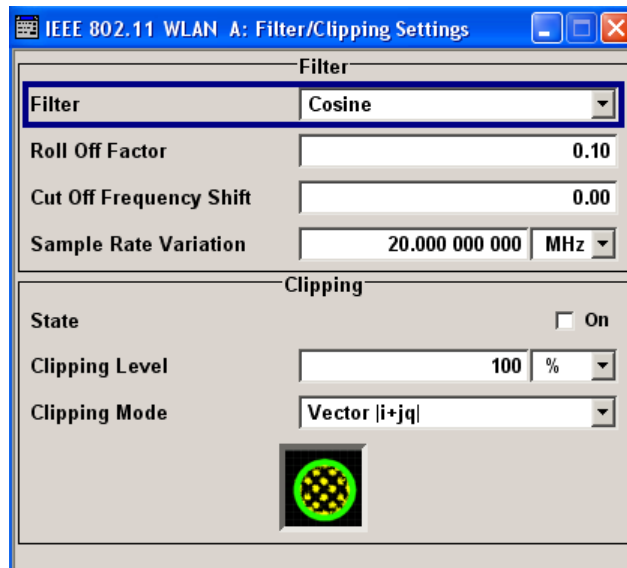 IEEE 802.11 WLAN A: Filter/Clipping Settings
Filter
Filter Cosine
Roll Off Factor 0.10
Cut Off Frequency Shift 0.00
Sample Rate Variation 20.000 000 000 MHz
Clipping
State On
Clipping Level 100 %
Clipping Mode Vector |i+jq|